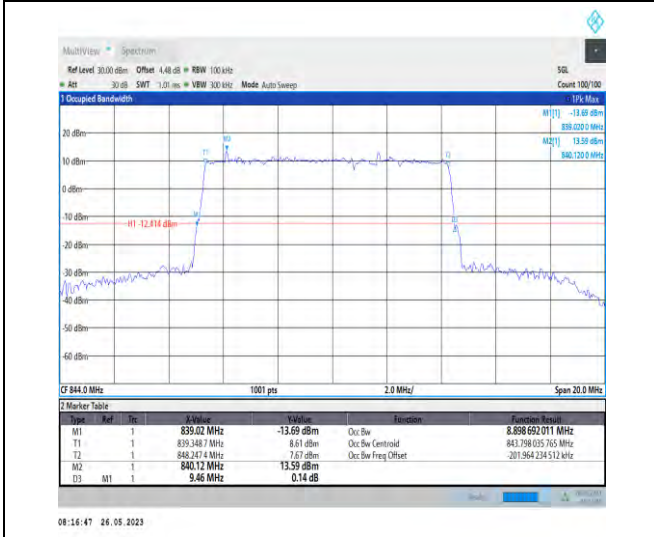 MultiView Spectrum
Ref Level 30.00 dBm Offset 4.48 dB RBW 100 kHz SGL
Att 30 dB SWT 1.01 ms VBW 300 kHz Mode Auto Sweep Count 100/100
1 Occupied Bandwidth 1Pk Max
M1[1] -13.69 dBm
839.020 0 MHz
M2[1] 13.59 dBm
840.120 0 MHz
20 dBm
M2
T1 T2
10 dBm
0 dBm
-10 dBm
M1
H1 -12.414 dBm
D3
-20 dBm
-30 dBm
-40 dBm
-50 dBm
-60 dBm
CF 844.0 MHz 1001 pts 2.0 MHz/ Span 20.0 MHz
2 Marker Table
Type Ref Trc X-Value Y-Value Function Function Result
M1 1 839.02 MHz -13.69 dBm Occ Bw 8.898 692 011 MHz
T1 1 839.348 7 MHz 8.61 dBm Occ Bw Centroid 843.798 035 765 MHz
T2 1 848.247 4 MHz 7.67 dBm Occ Bw Freq Offset -201.964 234 512 kHz
M2 1 840.12 MHz 13.59 dBm
D3 M1 1 9.46 MHz 0.14 dB
08:16:47 26.05.2023